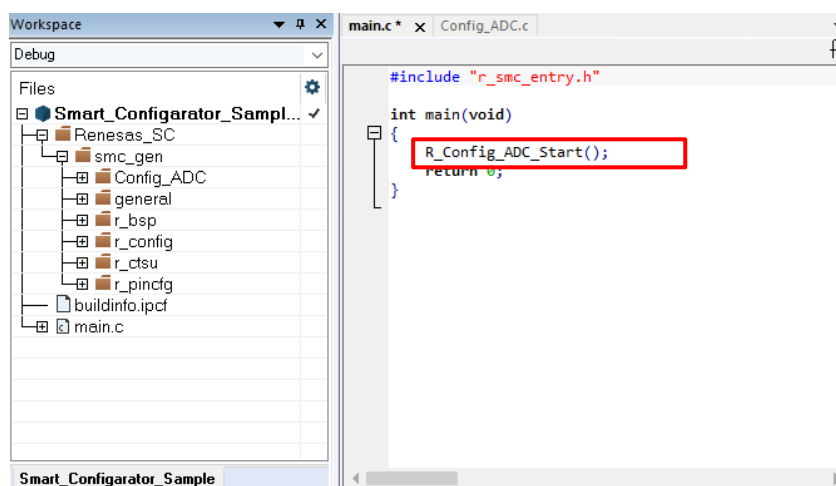 Workspace
Debug
Files
Smart_Configarator_Sampl...
Renesas_SC
smc_gen
Config_ADC
general
r_bsp
r_config
r_ctsu
r_pincfg
buildinfo.ipcf
main.c
Smart_Configarator_Sample
main.c * x Config_ADC.c
#include "r_smc_entry.h"
int main(void)
{
R_Config_ADC_Start();
return 0;
}